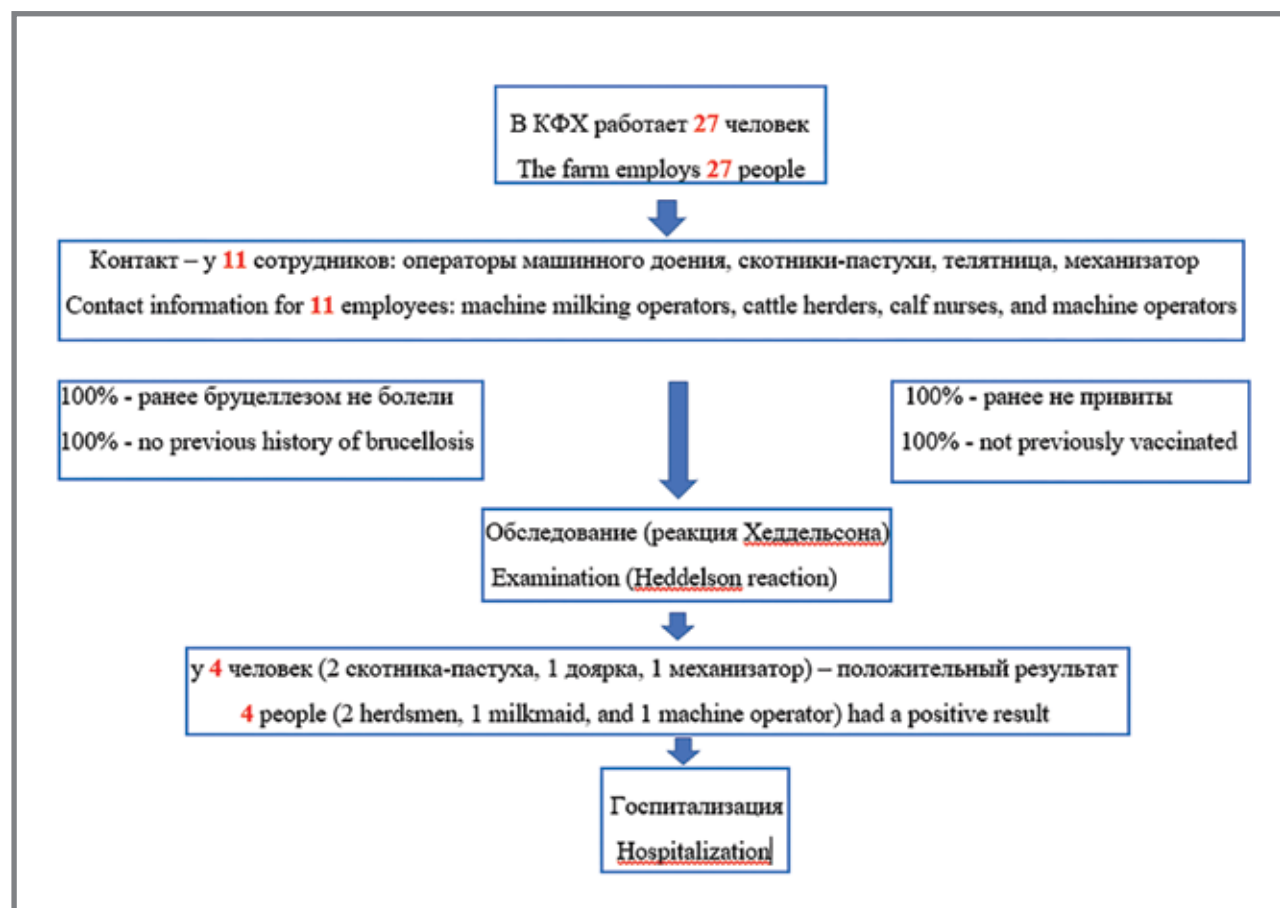 В КФХ работает 27 человек
The farm employs 27 people
Контакт – у 11 сотрудников: операторы машинного доения, скотники-пастухи, телятница, механизатор
Contact information for 11 employees: machine milking operators, cattle herders, calf nurses, and machine operators
100% - ранее бруцеллезом не болели
100% - no previous history of brucellosis
100% - ранее не привиты
100% - not previously vaccinated
Обследование (реакция Хеддельсона)
Examination (Heddelson reaction)
у 4 человек (2 скотника-пастуха, 1 доярка, 1 механизатор) – положительный результат
4 people (2 herdsmen, 1 milkmaid, and 1 machine operator) had a positive result
Госпитализация
Hospitalization